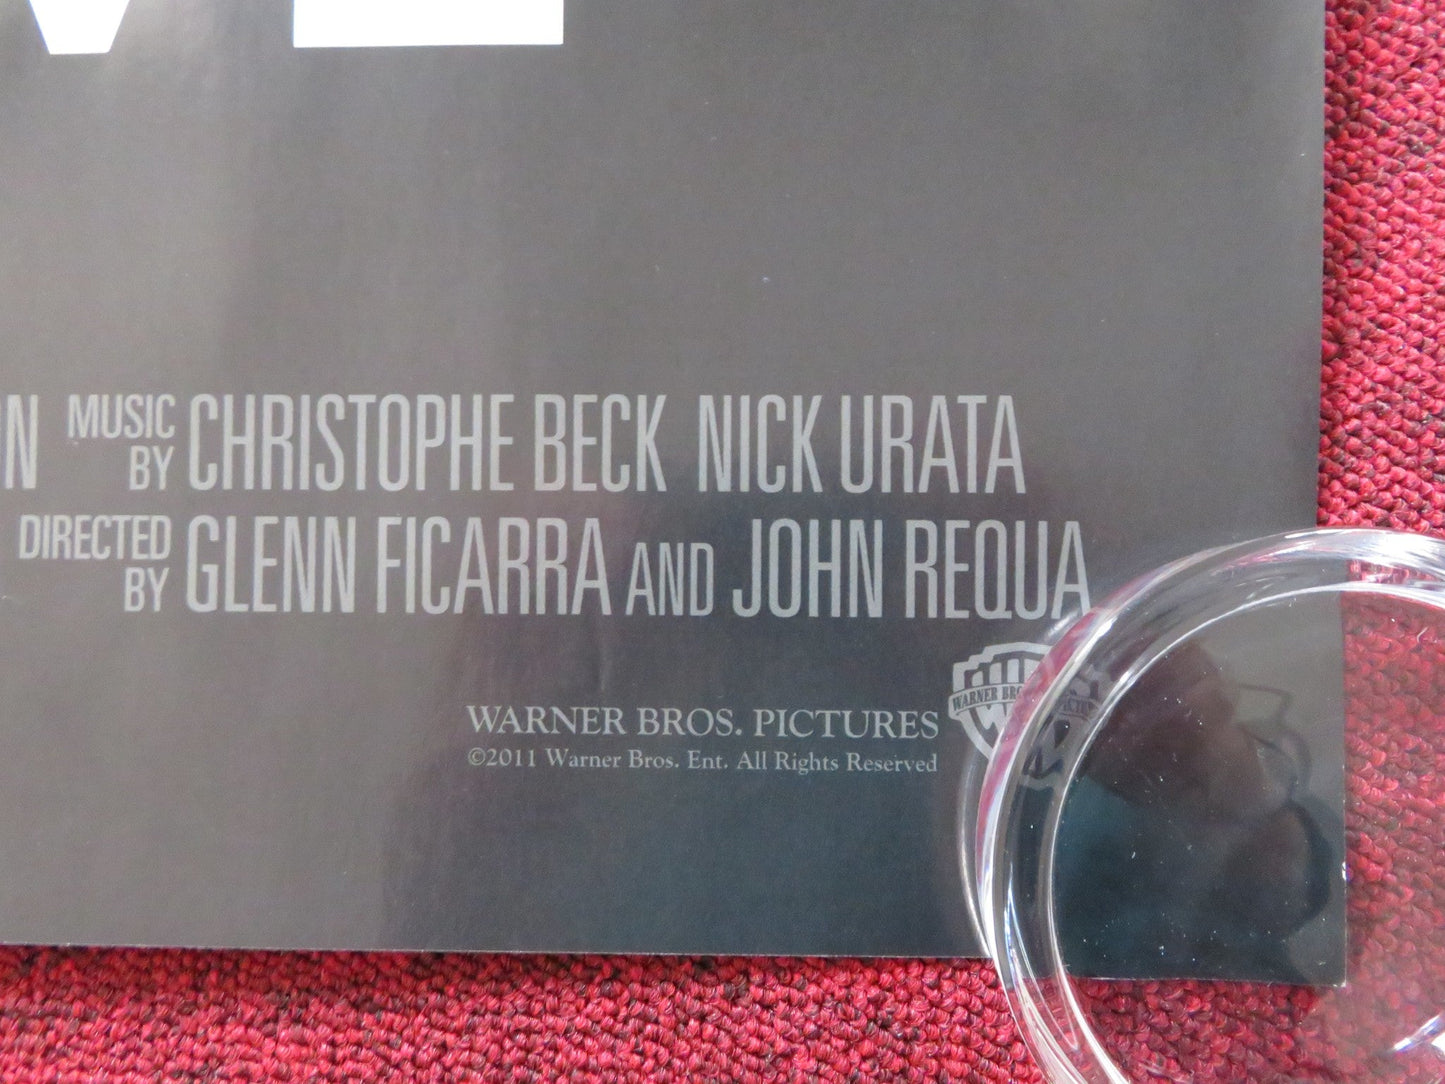 MUSIC BY CHRISTOPHE BECK NICK URATA
DIRECTED BY GLENN FICARRA AND JOHN REQUA
WARNER BROS. PICTURES
©2011 Warner Bros. Ent. All Rights Reserved